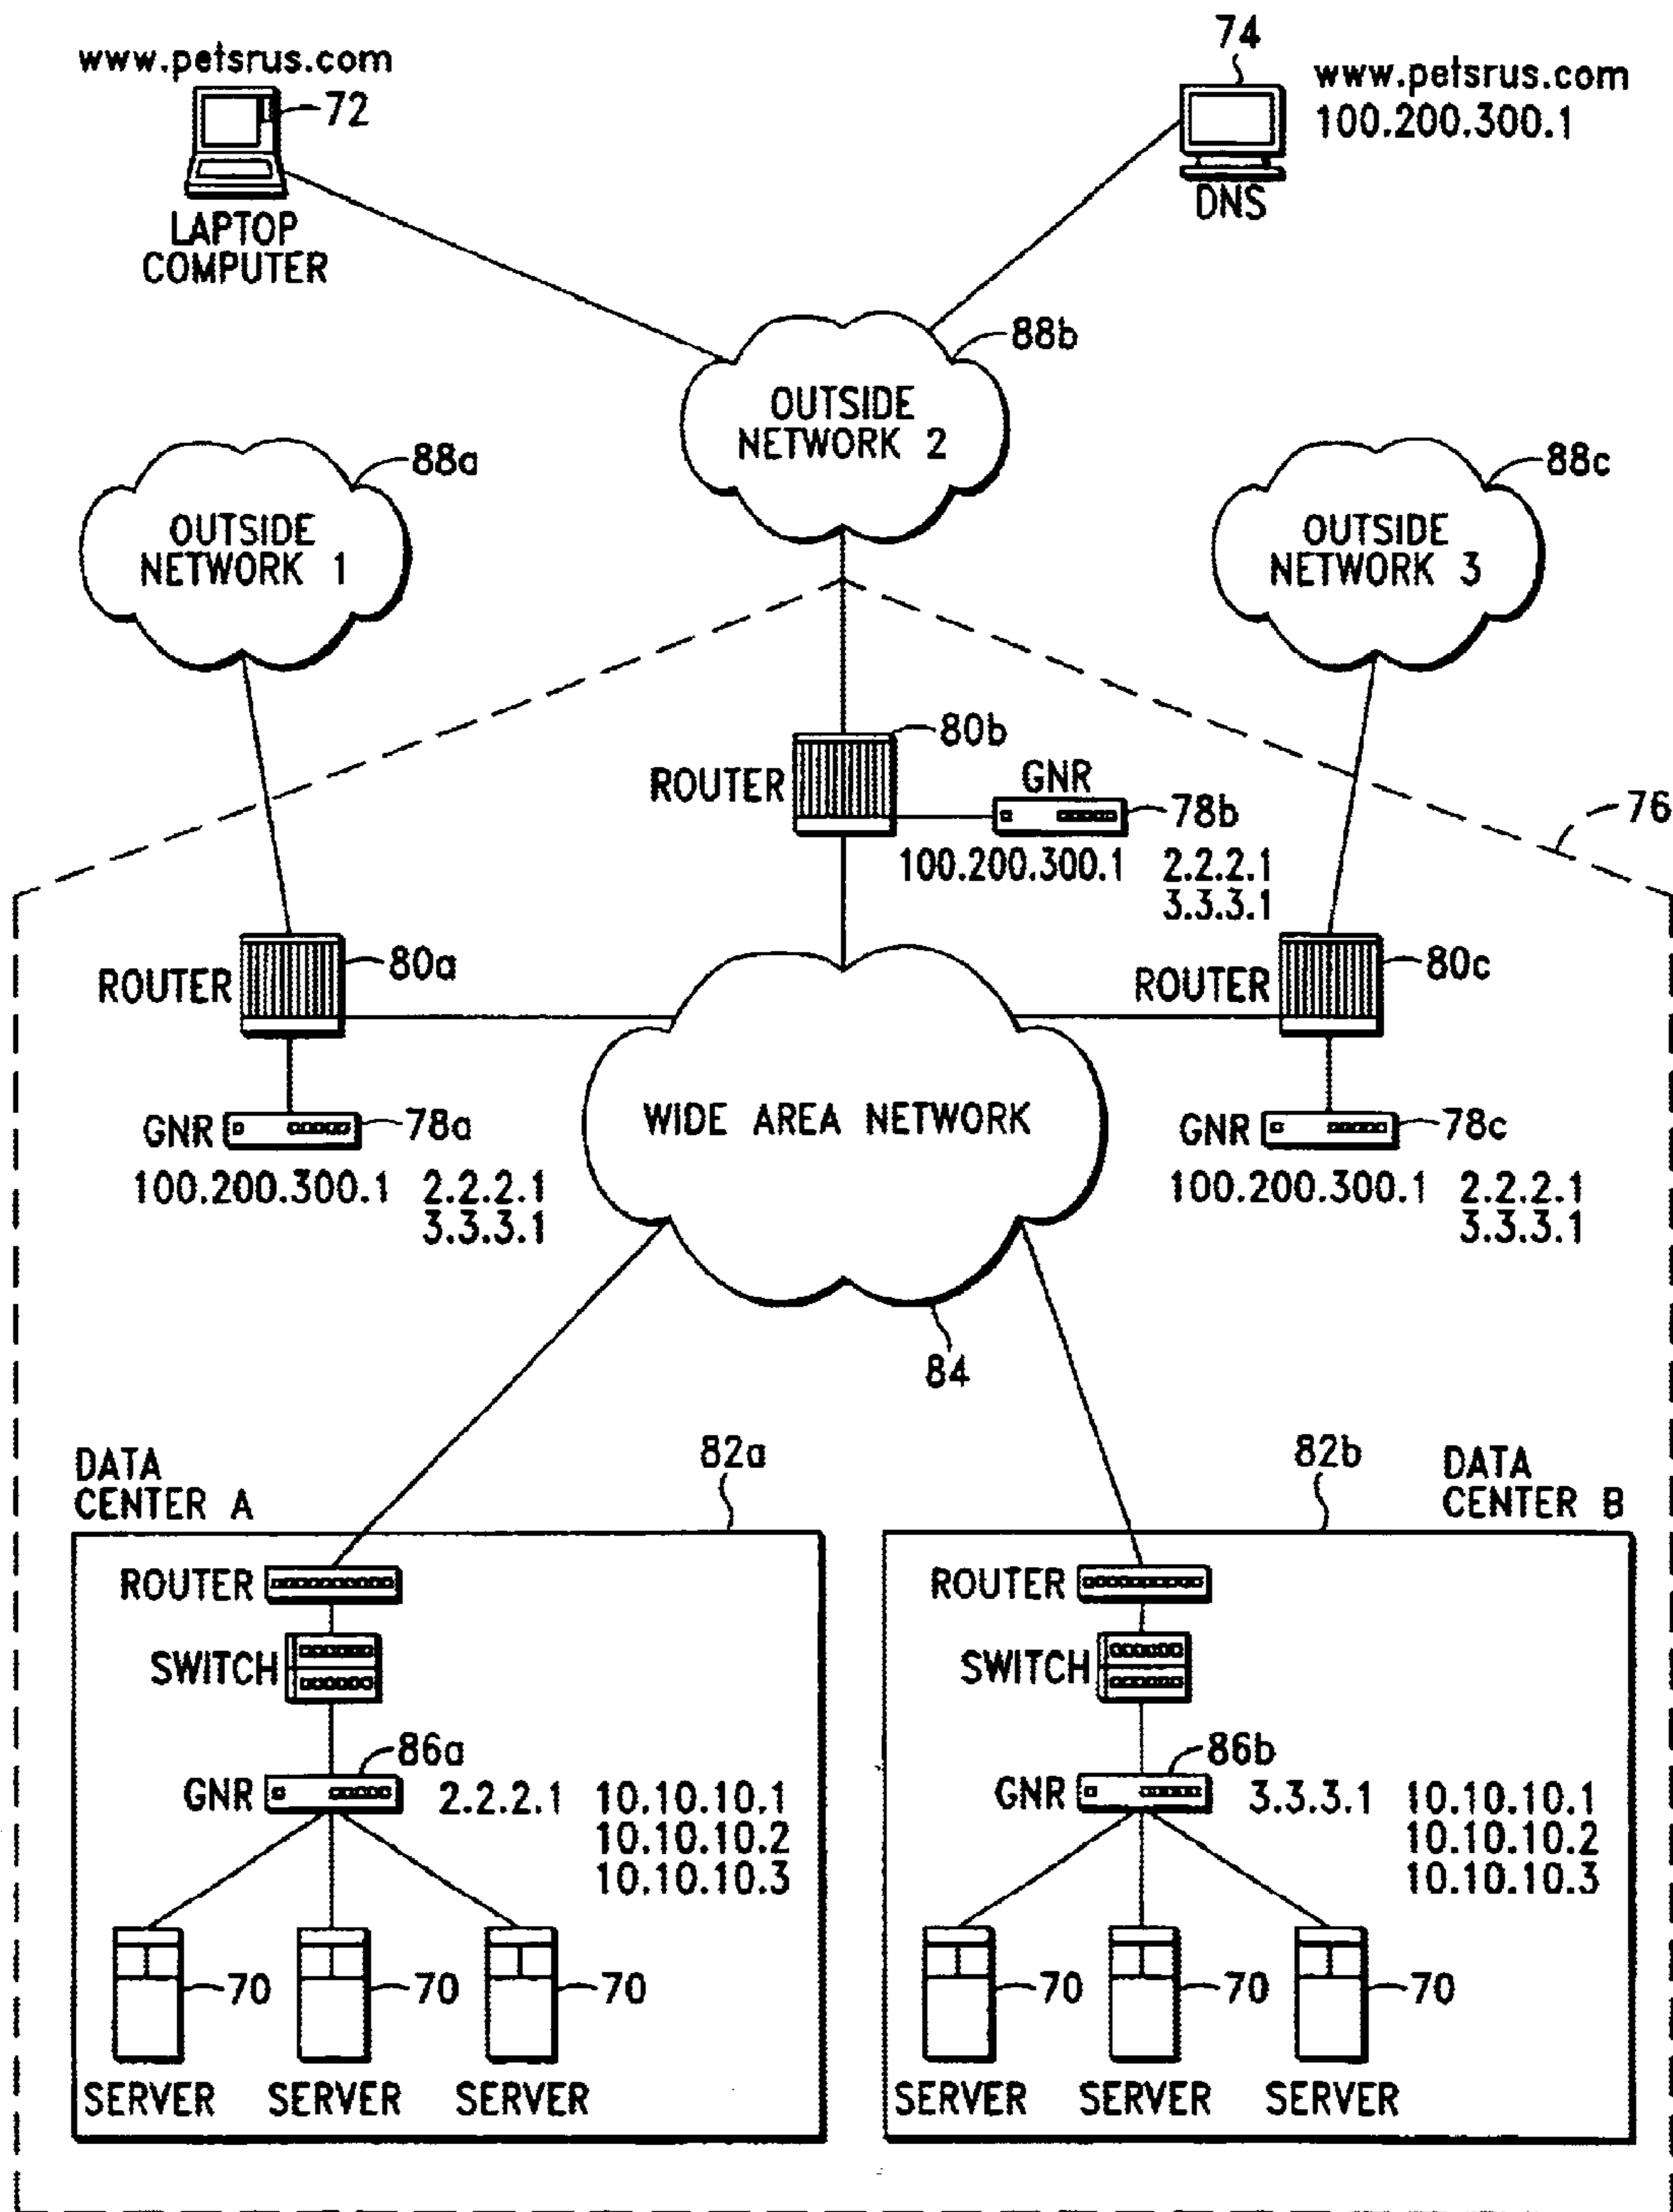 74
www.petsrus.com
72
LAPTOP
COMPUTER
www.petsrus.com
100.200.300.1
DNS
88b
OUTSIDE
NETWORK 2
88a
OUTSIDE
NETWORK 1
88c
OUTSIDE
NETWORK 3
80b
ROUTER
GNR
78b
76
100.200.300.1 2.2.2.1
3.3.3.1
80a
ROUTER
80c
ROUTER
WIDE AREA NETWORK
GNR
78a
100.200.300.1 2.2.2.1
3.3.3.1
GNR
78c
100.200.300.1 2.2.2.1
3.3.3.1
84
DATA
CENTER A
82a
82b
DATA
CENTER B
ROUTER
SWITCH
86a
GNR
2.2.2.1 10.10.10.1
10.10.10.2
10.10.10.3
70
70
70
SERVER
SERVER
SERVER
ROUTER
SWITCH
86b
GNR
3.3.3.1 10.10.10.1
10.10.10.2
10.10.10.3
70
70
70
SERVER
SERVER
SERVER